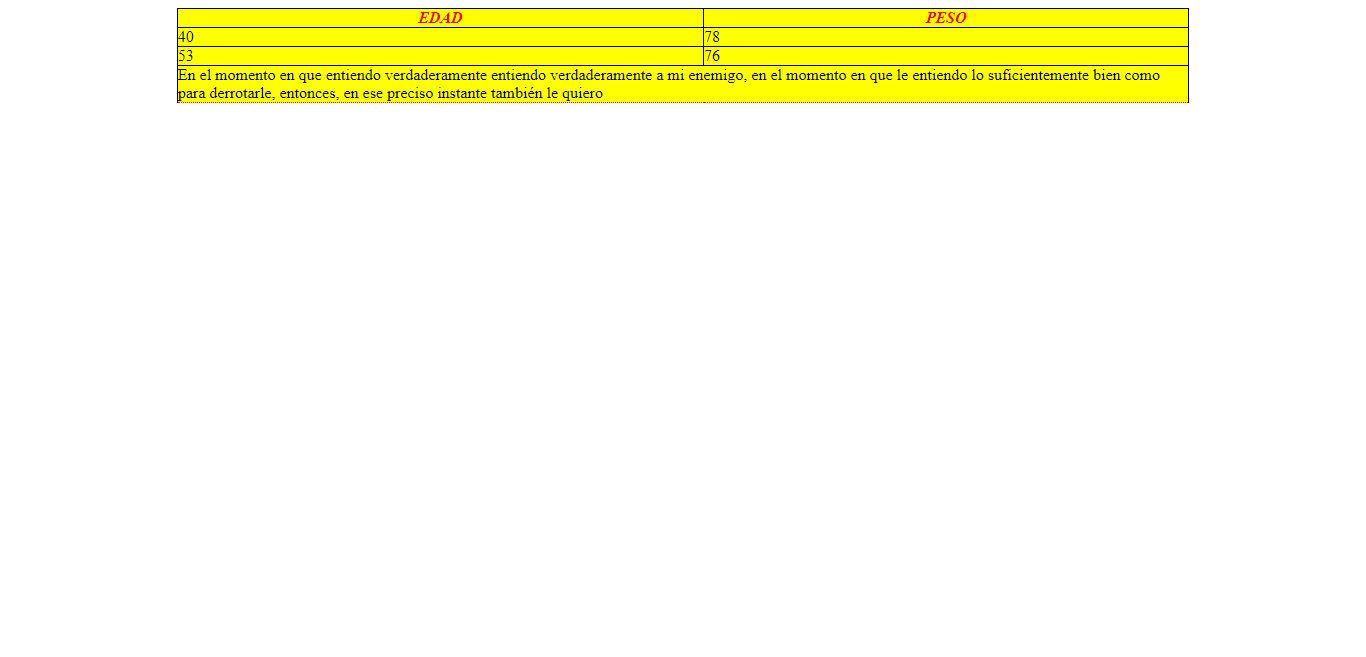 EDAD PESO
40 78
53 76
En el momento en que entiendo verdaderamente entiendo verdaderamente a mi enemigo, en el momento en que le entiendo lo suficientemente bien como
para derrotarle, entonces, en ese preciso instante también le quiero